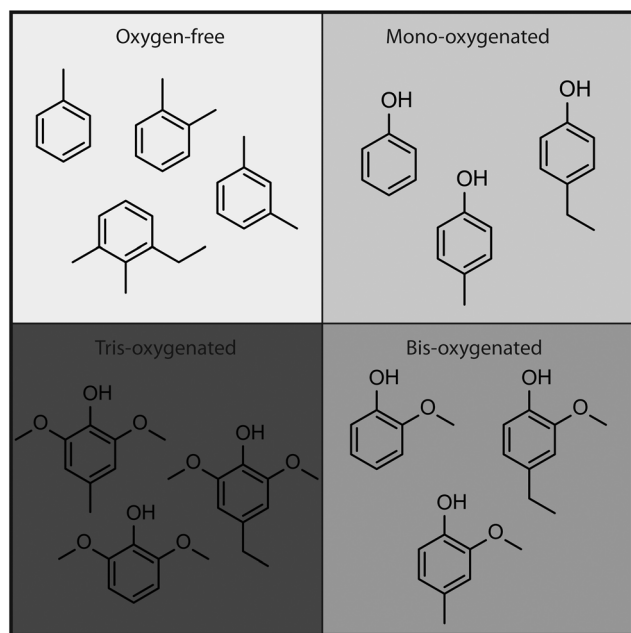 Oxygen-free
Mono-oxygenated
OH
OH
OH
Tris-oxygenated
Bis-oxygenated
OH
O
O
OH
O
O
OH
O
O
OH
O
OH
O
OH
O